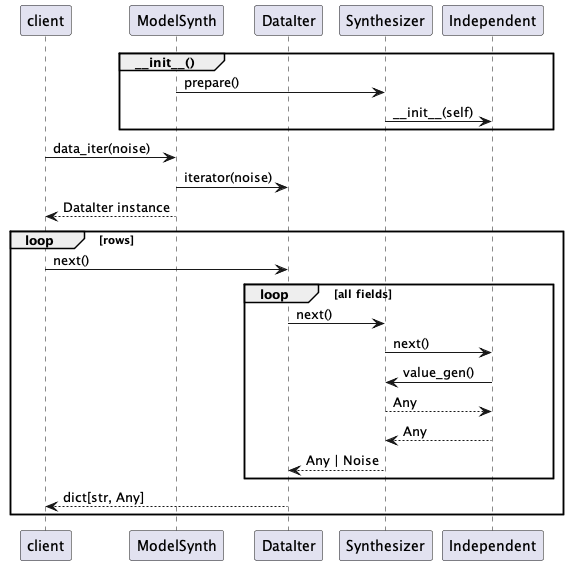 client ModelSynth DataIter Synthesizer Independent
__init__()
prepare()
__init__(self)
data_iter(noise)
iterator(noise)
DataIter instance
loop [rows]
next()
loop [all fields]
next()
next()
value_gen()
Any
Any
Any | Noise
dict[str, Any]
client ModelSynth DataIter Synthesizer Independent